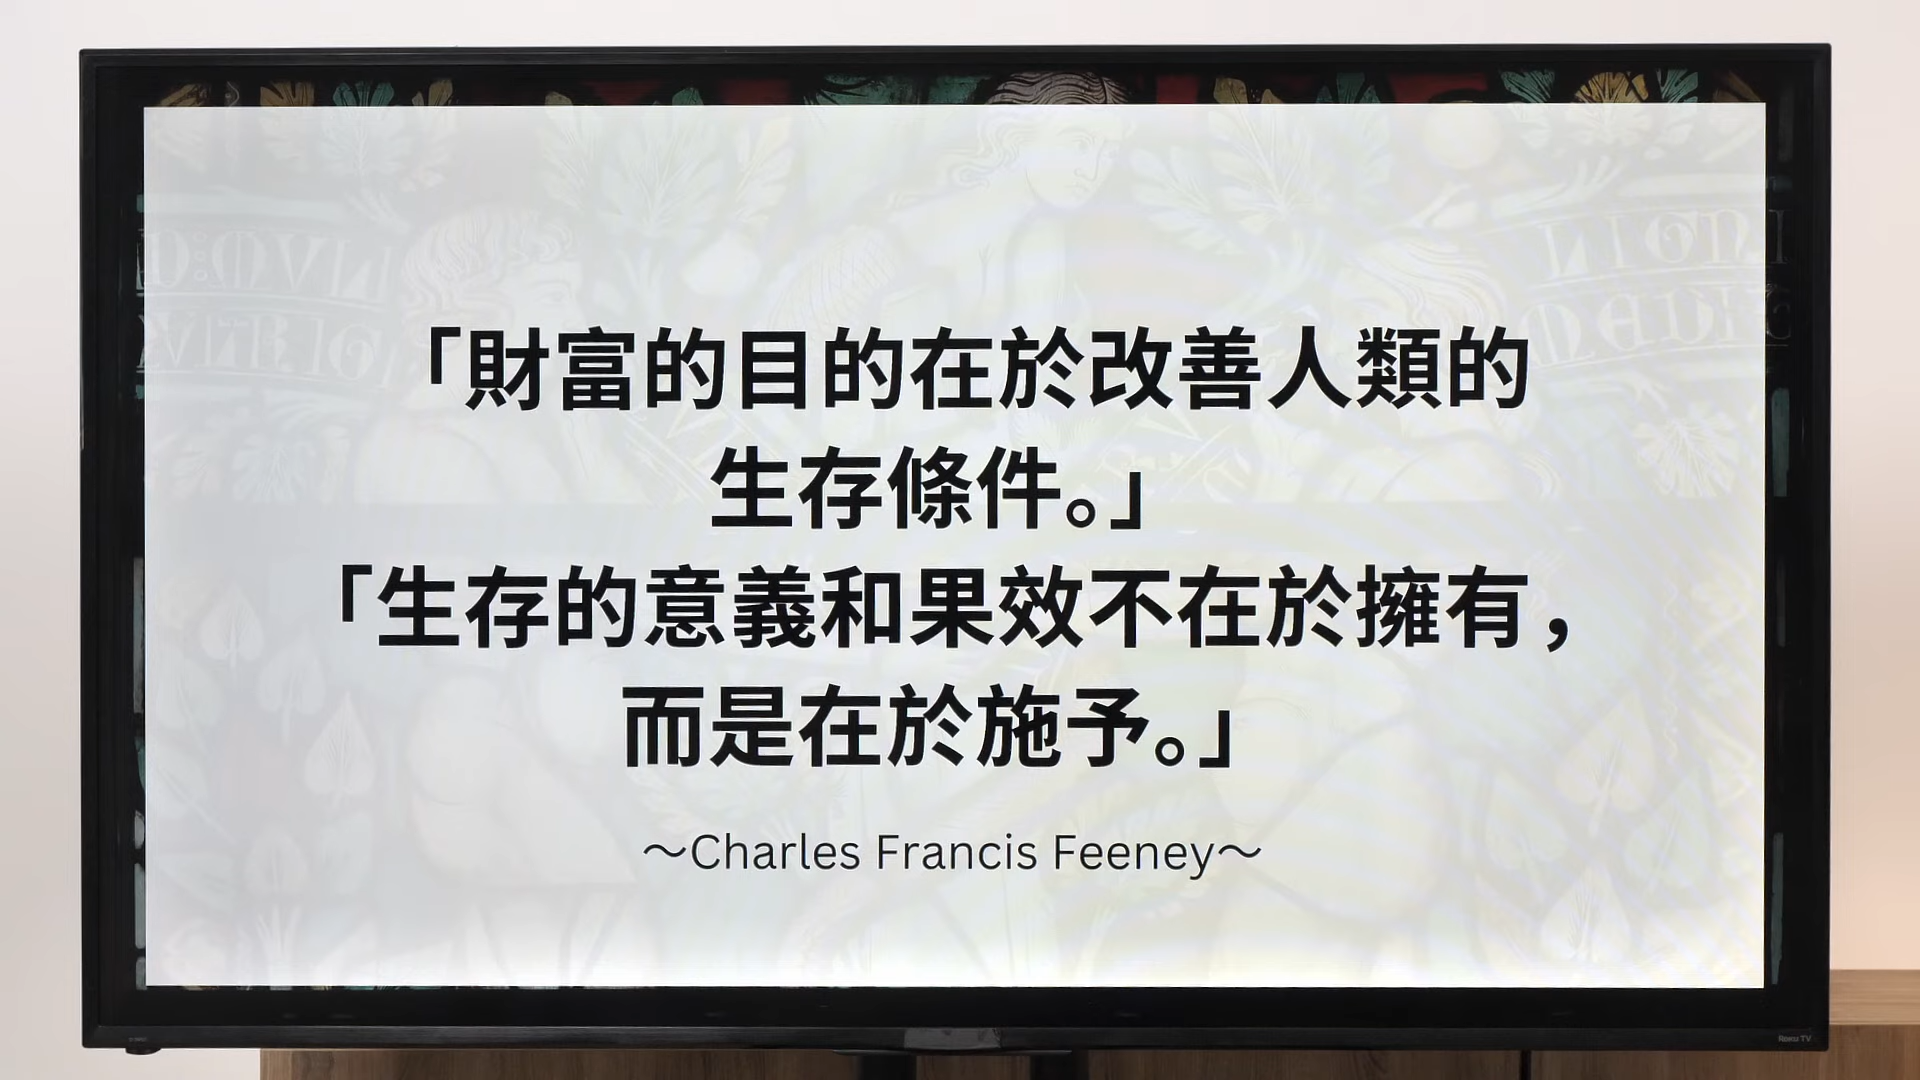 「財富的目的在於改善人類的
生存條件。」
「生存的意義和果效不在於擁有，
而是在於施予。」
～Charles Francis Feeney～
Roku TV